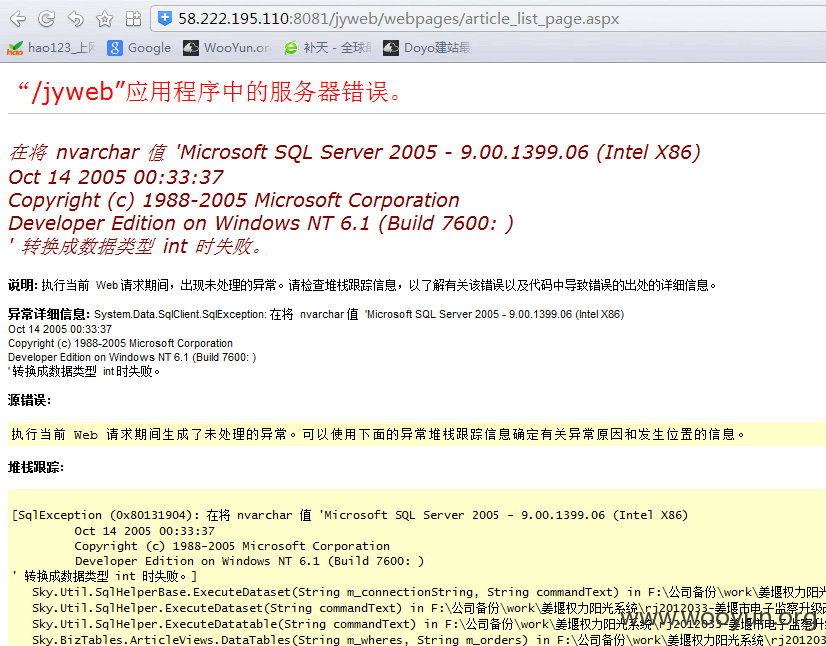 58.222.195.110:8081/jyweb/webpages/article_list_page.aspx
hao123_上网 Google WooYun.or 补天 - 全球 Doyo建站最
“/jyweb”应用程序中的服务器错误。
在将 nvarchar 值 'Microsoft SQL Server 2005 - 9.00.1399.06 (Intel X86)
Oct 14 2005 00:33:37
Copyright (c) 1988-2005 Microsoft Corporation
Developer Edition on Windows NT 6.1 (Build 7600: )
' 转换成数据类型 int 时失败。
说明: 执行当前 Web 请求期间，出现未处理的异常。请检查堆栈跟踪信息，以了解有关该错误以及代码中导致错误的出处的详细信息。
异常详细信息: System.Data.SqlClient.SqlException: 在将 nvarchar 值 'Microsoft SQL Server 2005 - 9.00.1399.06 (Intel X86)
Oct 14 2005 00:33:37
Copyright (c) 1988-2005 Microsoft Corporation
Developer Edition on Windows NT 6.1 (Build 7600: )
' 转换成数据类型 int 时失败。
源错误:
执行当前 Web 请求期间生成了未处理的异常。可以使用下面的异常堆栈跟踪信息确定有关异常原因和发生位置的信息。
堆栈跟踪:
[SqlException (0x80131904): 在将 nvarchar 值 'Microsoft SQL Server 2005 - 9.00.1399.06 (Intel X86)
Oct 14 2005 00:33:37
Copyright (c) 1988-2005 Microsoft Corporation
Developer Edition on Windows NT 6.1 (Build 7600: )
' 转换成数据类型 int 时失败。]
Sky.Util.SqlHelperBase.ExecuteDataset(String m_connectionString, String commandText) in F:\公司备份\work\姜堰权力阳光
Sky.Util.SqlHelper.ExecuteDataset(String commandText) in F:\公司备份\work\姜堰权力阳光系统\rj2012033-姜堰市电子监察升级
Sky.Util.SqlHelper.ExecuteDatatable(String commandText) in F:\公司备份\work\姜堰权力阳光系统\rj2012033-姜堰市电子监察升
Sky.BizTables.ArticleViews.DataTables(String m_wheres, String m_orders) in F:\公司备份\work\姜堰权力阳光系统\rj201203
www.wooyun.org